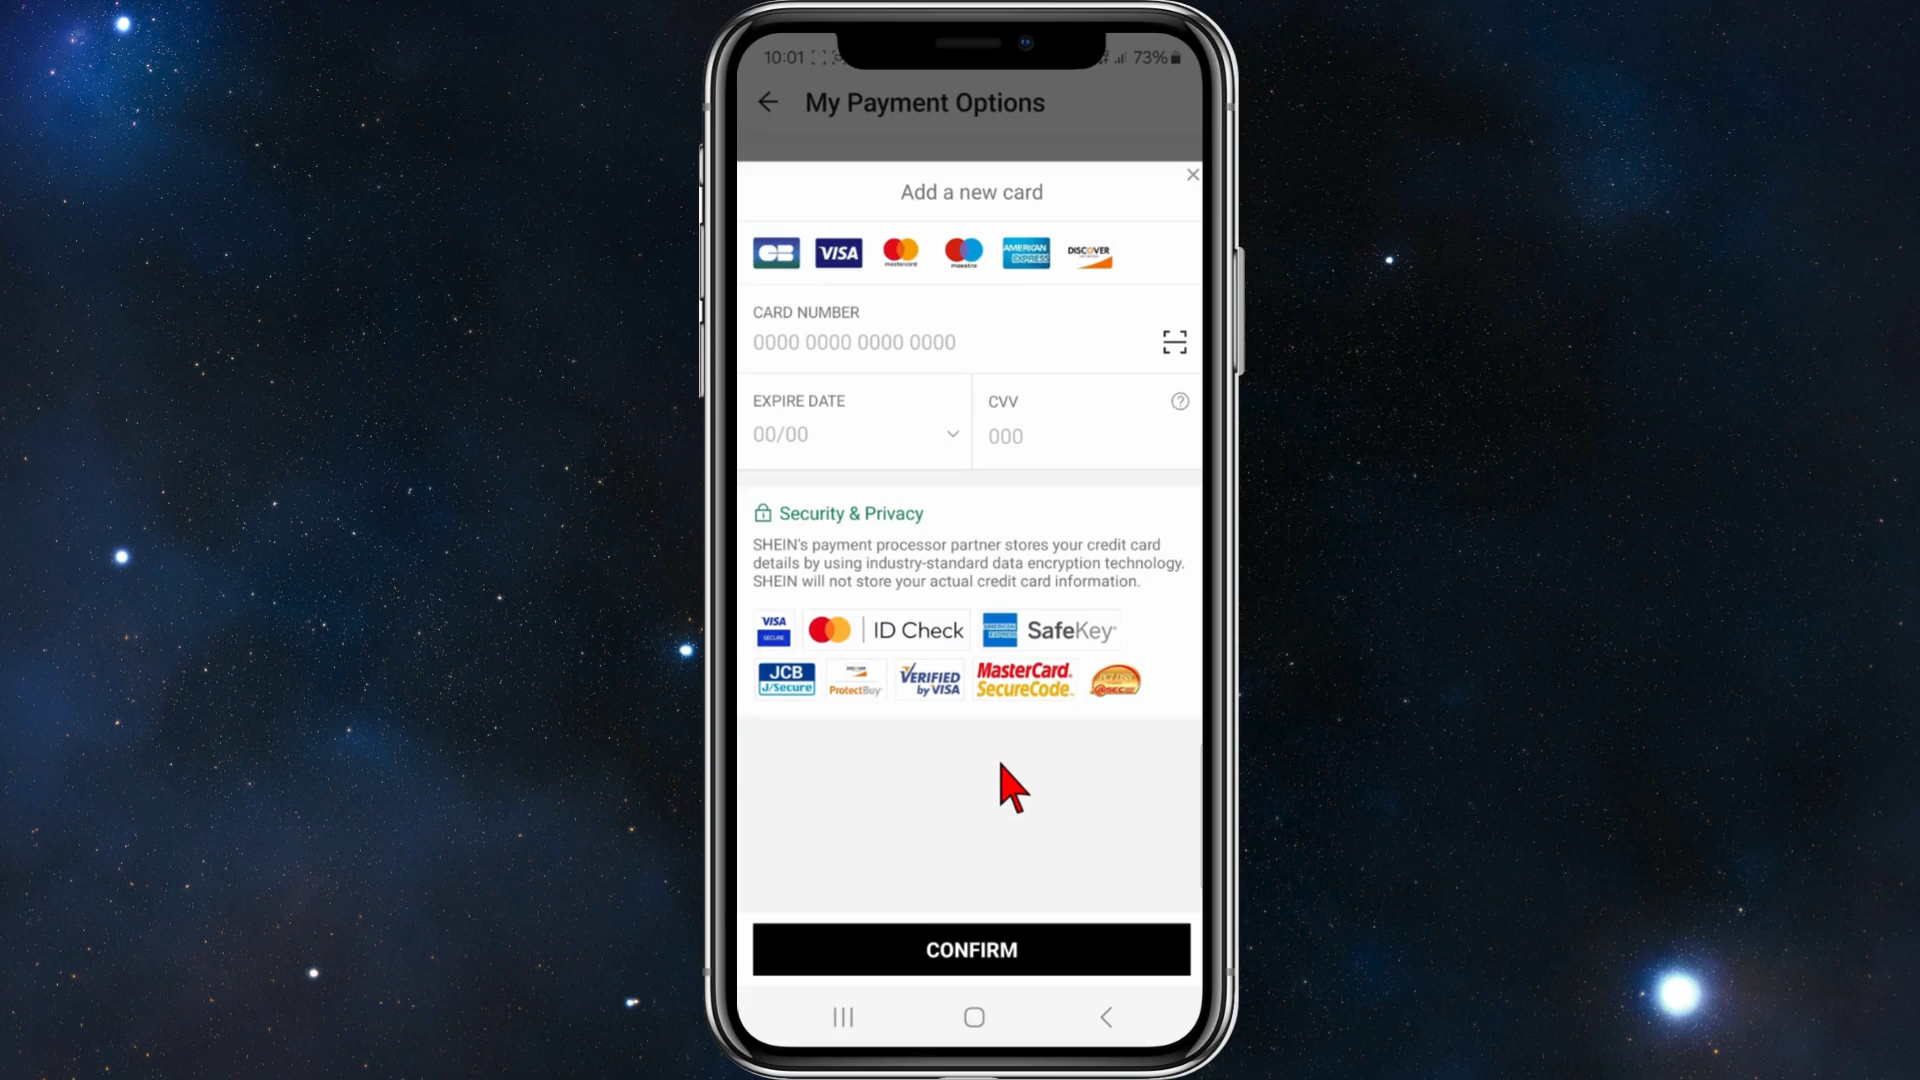 10:01
73%
My Payment Options
Add a new card
CB VISA mastercard maestro AMERICAN EXPRESS DISCOVER
CARD NUMBER
0000 0000 0000 0000
EXPIRE DATE
CVV
00/00
000
Security & Privacy
SHEIN's payment processor partner stores your credit card
details by using industry-standard data encryption technology.
SHEIN will not store your actual credit card information.
VISA SECURE
ID Check
AMERICAN EXPRESS SafeKey
JCB J/Secure
ProtectBuy
VERIFIED by VISA
MasterCard. SecureCode.
CONFIRM